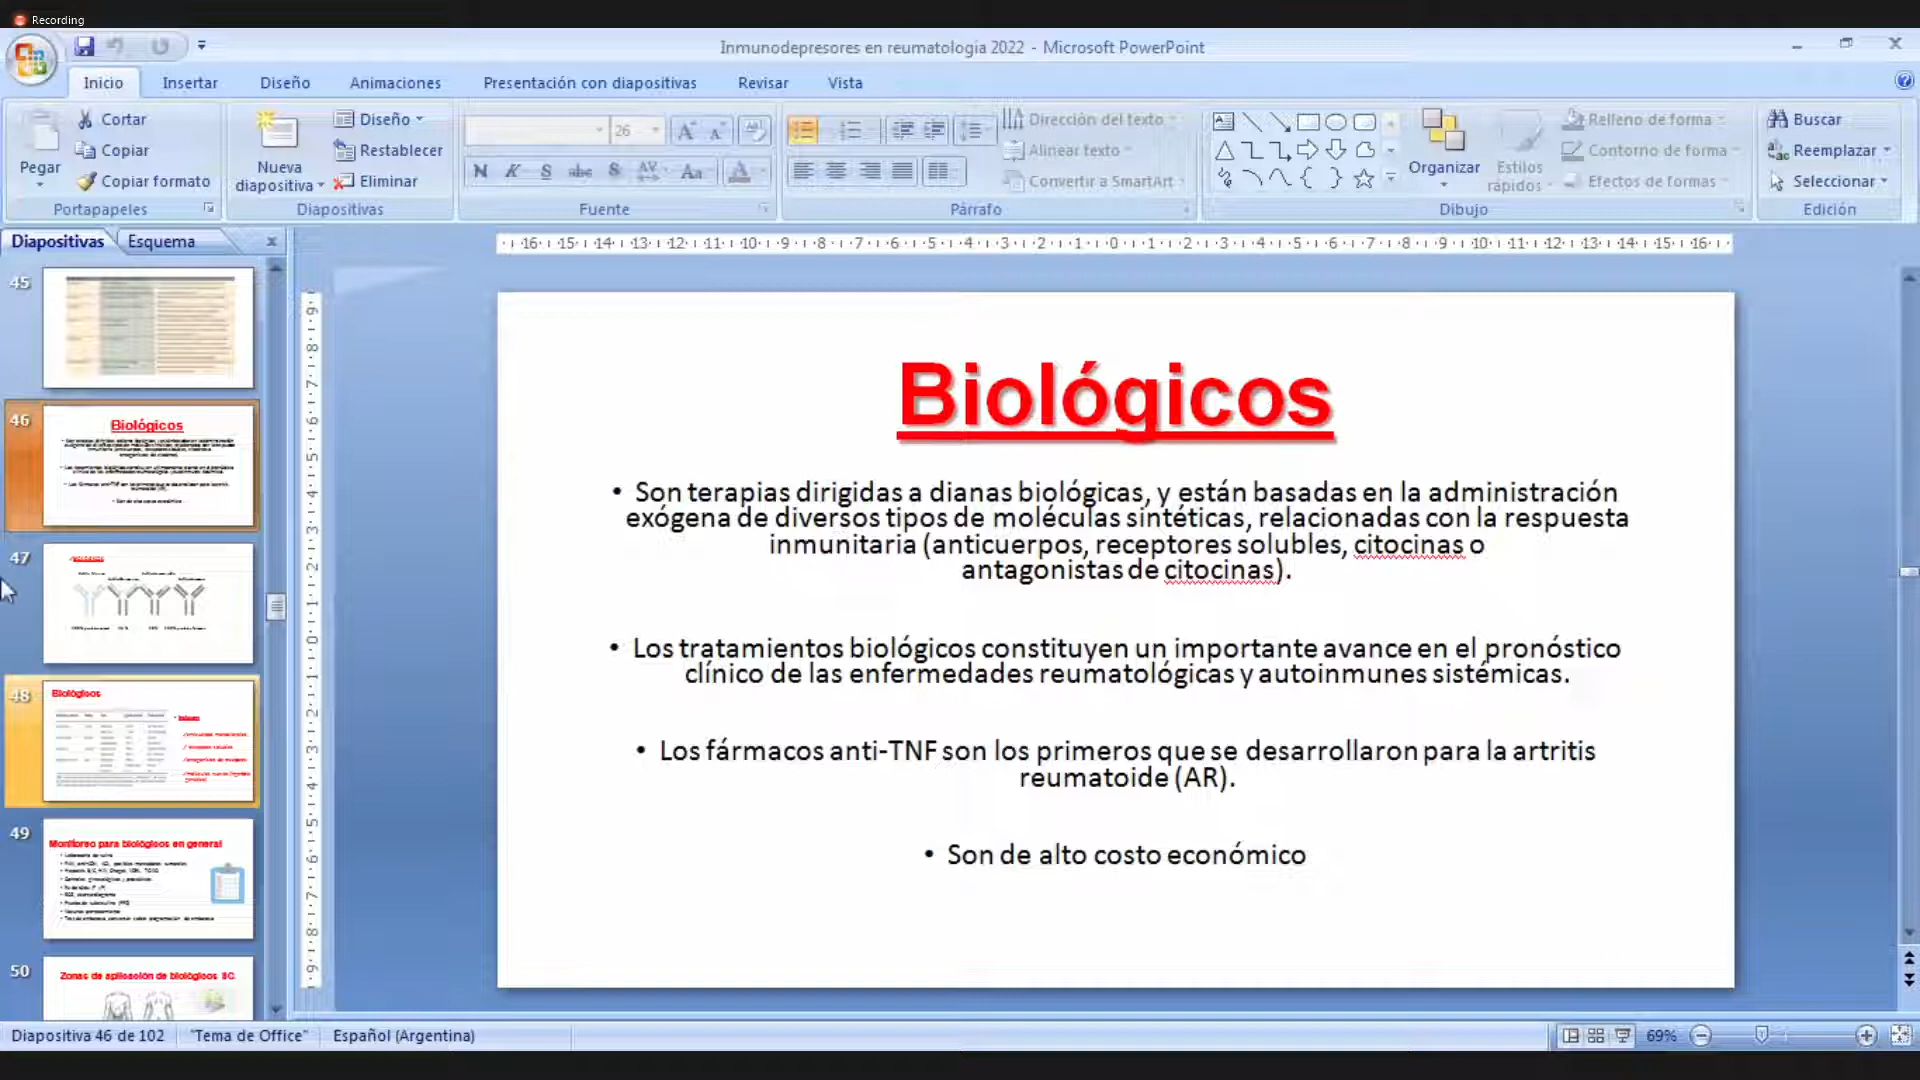 Recording
Inmunodepresores en reumatologia 2022 - Microsoft PowerPoint
Inicio
Insertar
Diseño
Animaciones
Presentación con diapositivas
Revisar
Vista
Pegar
Cortar
Copiar
Copiar formato
Portapapeles
Nueva
diapositiva
Diseño
Restablecer
Eliminar
Diapositivas
26
Fuente
Dirección del texto
Alinear texto
Convertir a SmartArt
Párrafo
Organizar
Estilos
rápidos
Relleno de forma
Contorno de forma
Efectos de formas
Dibujo
Buscar
Reemplazar
Seleccionar
Edición
Diapositivas
Esquema
45
46
Biológicos
47
48
Biológicos
49
Monitoreo para biológicos en general
50
Zonas de aplicación de biológicos SC
Biológicos
• Son terapias dirigidas a dianas biológicas, y están basadas en la administración
exógena de diversos tipos de moléculas sintéticas, relacionadas con la respuesta
inmunitaria (anticuerpos, receptores solubles, citocinas o
antagonistas de citocinas).
• Los tratamientos biológicos constituyen un importante avance en el pronóstico
clínico de las enfermedades reumatológicas y autoinmunes sistémicas.
• Los fármacos anti-TNF son los primeros que se desarrollaron para la artritis
reumatoide (AR).
• Son de alto costo económico
Diapositiva 46 de 102
"Tema de Office"
Español (Argentina)
69%